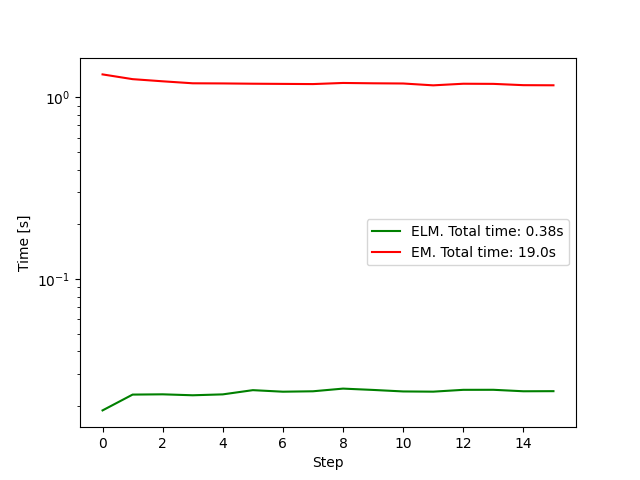 10⁰
10⁻¹
Time [s]
ELM. Total time: 0.38s
EM. Total time: 19.0s
0 2 4 6 8 10 12 14
Step